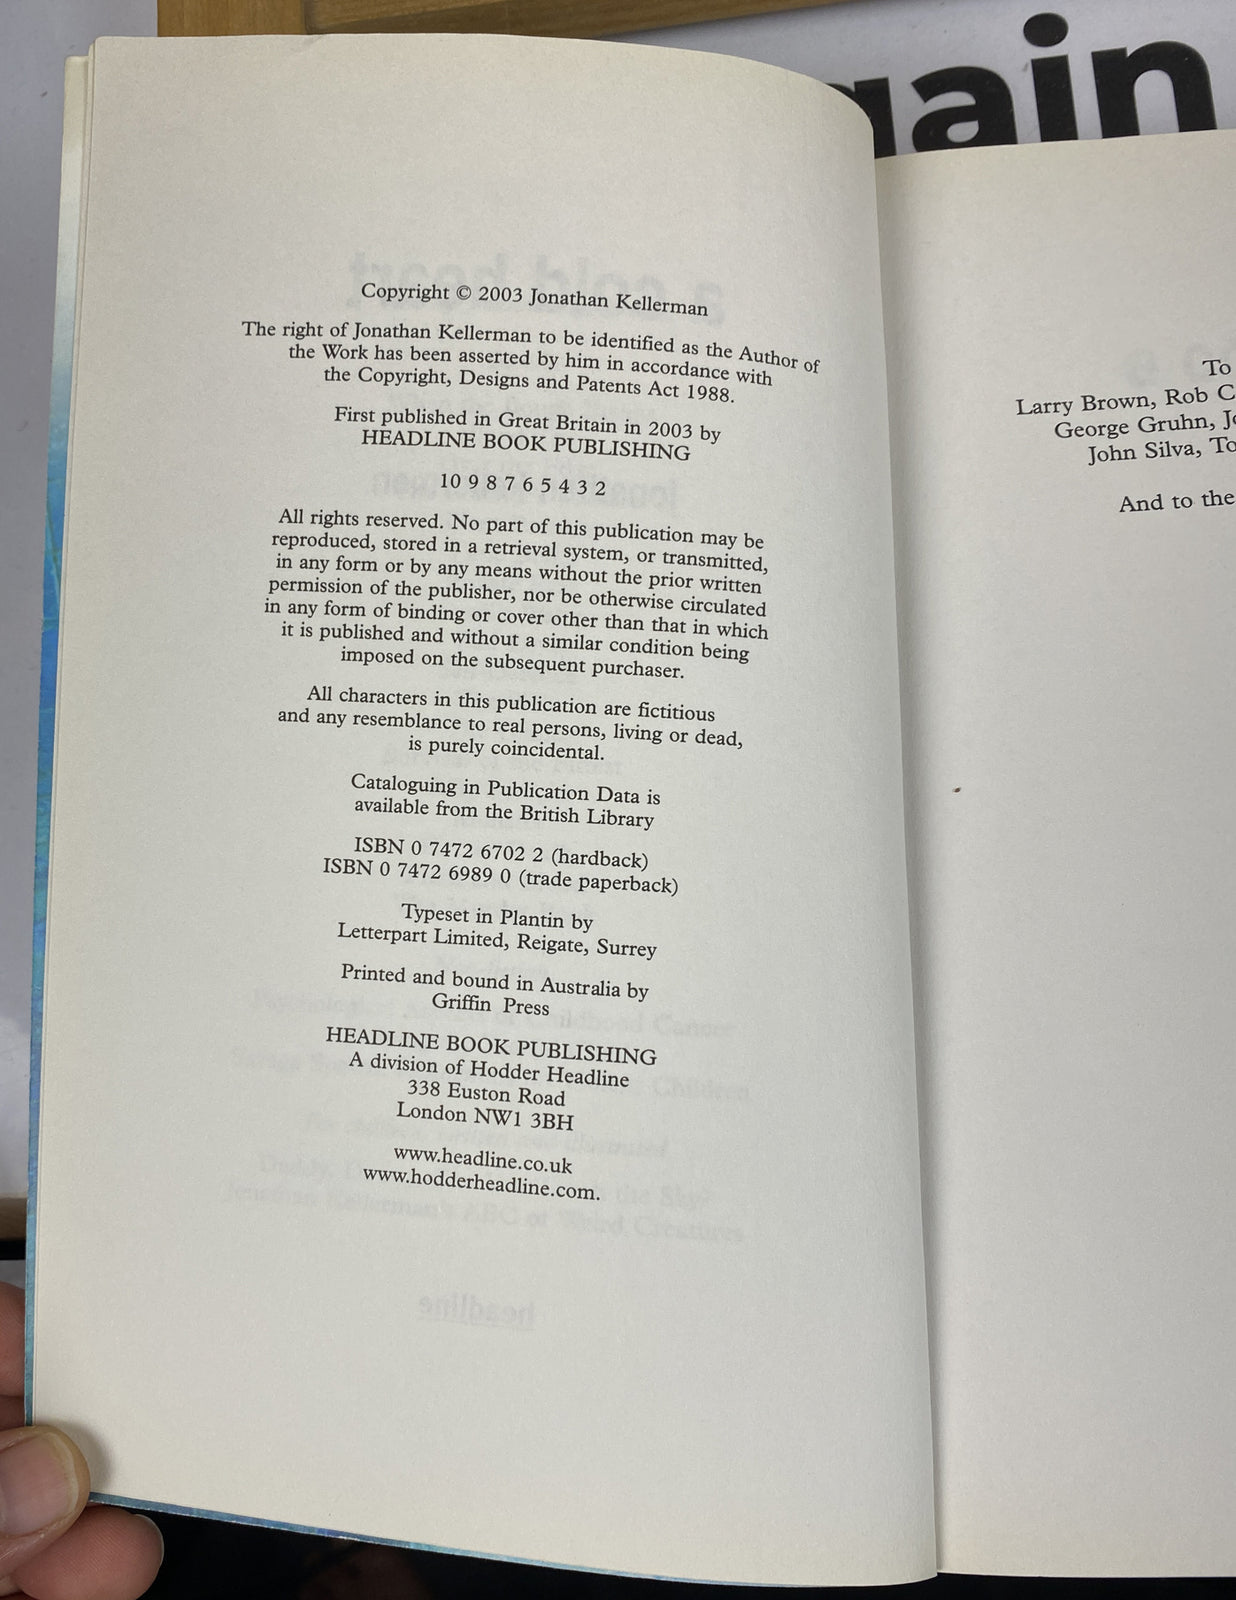 gain
Copyright © 2003 Jonathan Kellerman
The right of Jonathan Kellerman to be identified as the Author of
the Work has been asserted by him in accordance with
the Copyright, Designs and Patents Act 1988.
First published in Great Britain in 2003 by
HEADLINE BOOK PUBLISHING
10 9 8 7 6 5 4 3 2
All rights reserved. No part of this publication may be
reproduced, stored in a retrieval system, or transmitted,
in any form or by any means without the prior written
permission of the publisher, nor be otherwise circulated
in any form of binding or cover other than that in which
it is published and without a similar condition being
imposed on the subsequent purchaser.
All characters in this publication are fictitious
and any resemblance to real persons, living or dead,
is purely coincidental.
Cataloguing in Publication Data is
available from the British Library
ISBN 0 7472 6702 2 (hardback)
ISBN 0 7472 6989 0 (trade paperback)
Typeset in Plantin by
Letterpart Limited, Reigate, Surrey
Printed and bound in Australia by
Griffin Press
HEADLINE BOOK PUBLISHING
A division of Hodder Headline
338 Euston Road
London NW1 3BH
www.headline.co.uk
www.hodderheadline.com.
To
Larry Brown, Rob C
George Gruhn, J
John Silva, To
And to the